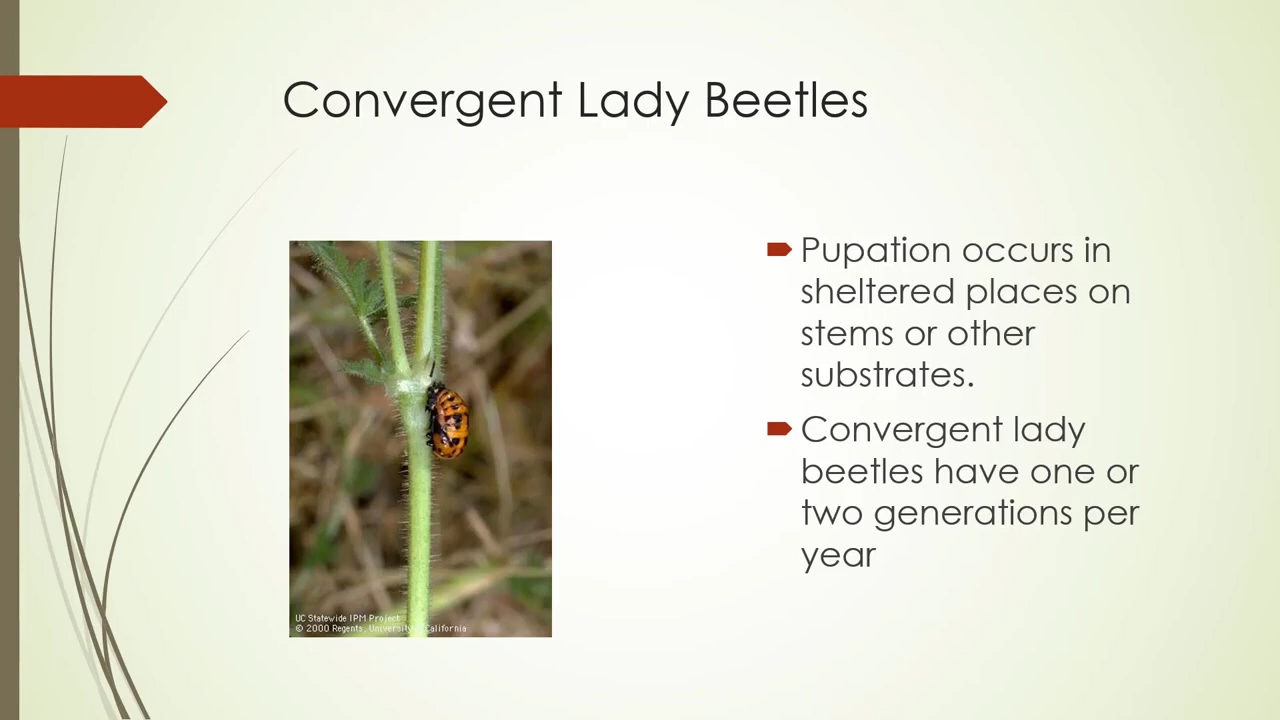 Convergent Lady Beetles
Pupation occurs in
sheltered places on
stems or other
substrates.
Convergent lady
beetles have one or
two generations per
year
UC Statewide IPM Project
© 2000 Regents, University of California